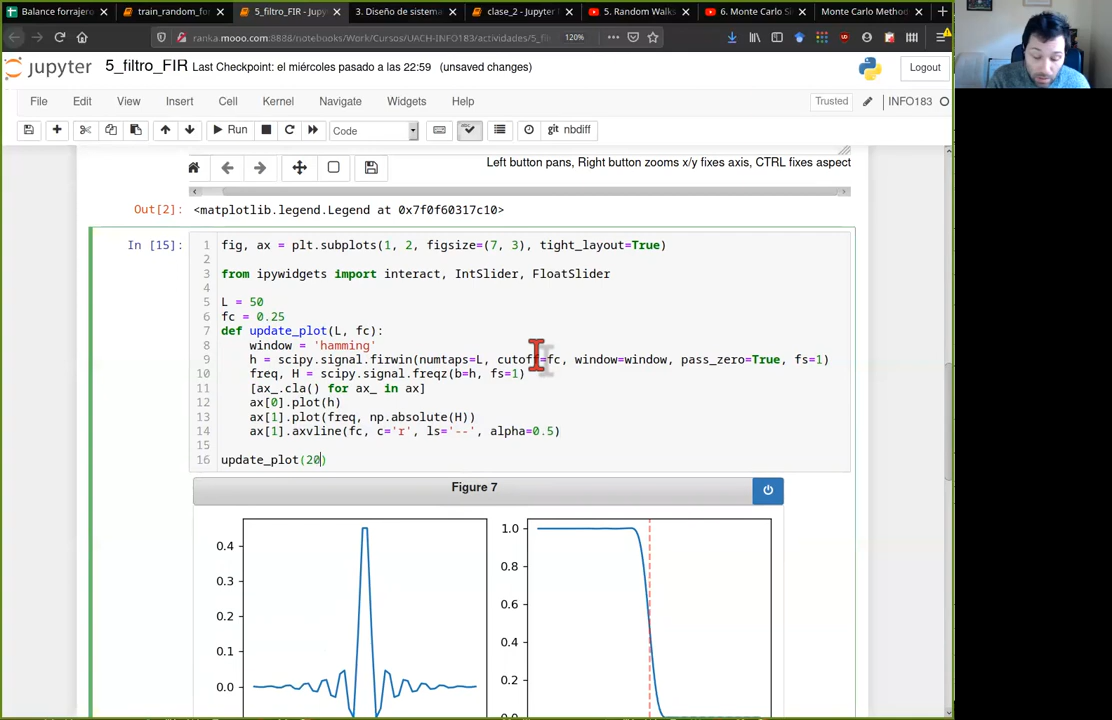 Balance forrajero
train_random_for
5_filtro_FIR - Jupy
3. Diseño de sistema
clase_2 - Jupyter
5. Random Walks
6. Monte Carlo Si
Monte Carlo Method
ranka.mooo.com:8888/notebooks/Work/Cursos/UACH-INFO183/actividades/5_fi
120%
jupyter 5_filtro_FIR Last Checkpoint: el miércoles pasado a las 22:59 (unsaved changes)
Logout
File Edit View Insert Cell Kernel Navigate Widgets Help
Trusted INFO183
Run Code git nbdiff
Left button pans, Right button zooms x/y fixes axis, CTRL fixes aspect
Out[2]: <matplotlib.legend.Legend at 0x7f0f60317c10>
In [15]:
1 fig, ax = plt.subplots(1, 2, figsize=(7, 3), tight_layout=True)
2
3 from ipywidgets import interact, IntSlider, FloatSlider
4
5 L = 50
6 fc = 0.25
7 def update_plot(L, fc):
8 window = 'hamming'
9 h = scipy.signal.firwin(numtaps=L, cutoff=fc, window=window, pass_zero=True, fs=1)
10 freq, H = scipy.signal.freqz(b=h, fs=1)
11 [ax_.cla() for ax_ in ax]
12 ax[0].plot(h)
13 ax[1].plot(freq, np.absolute(H))
14 ax[1].axvline(fc, c='r', ls='--', alpha=0.5)
15
16 update_plot(20)
Figure 7
0.4
0.3
0.2
0.1
0.0
1.0
0.8
0.6
0.4
0.2
0.0